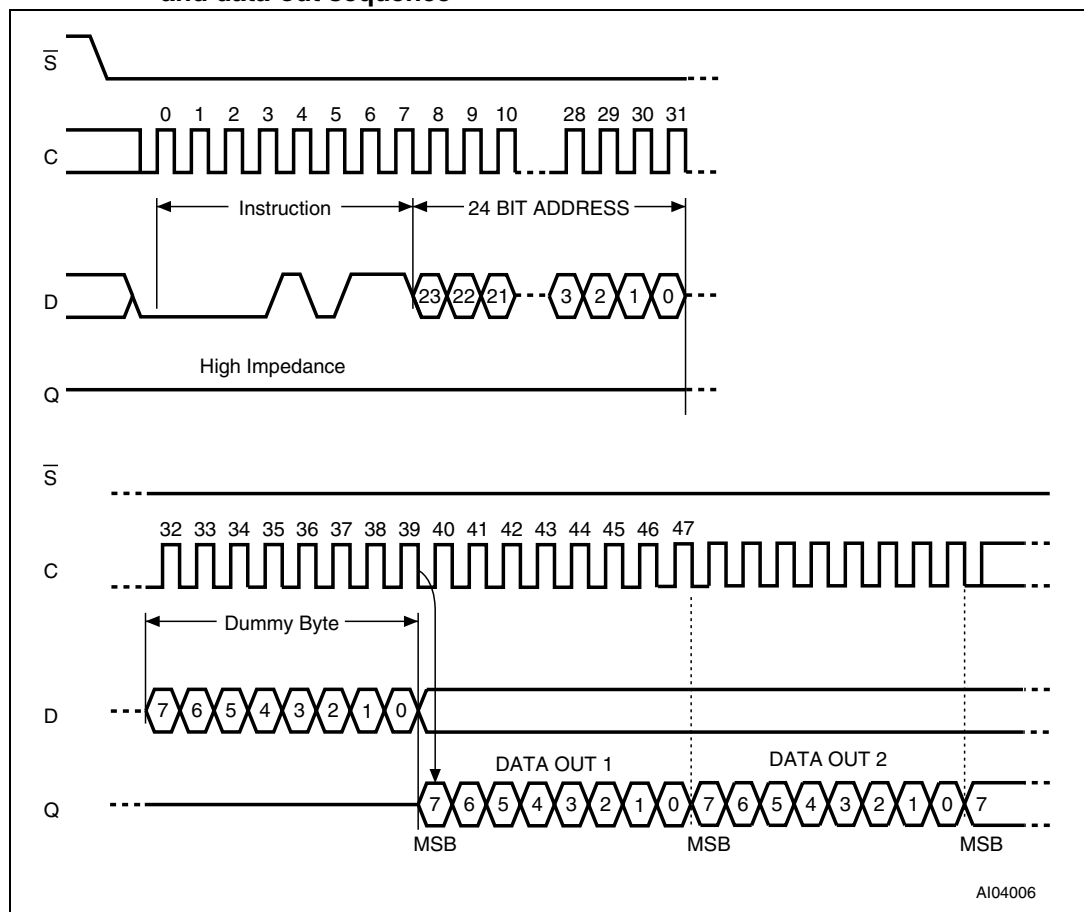 and data-out sequence
S
0 1 2 3 4 5 6 7 8 9 10 28 29 30 31
C
Instruction 24 BIT ADDRESS
D 23 22 21 3 2 1 0
High Impedance
Q
S
32 33 34 35 36 37 38 39 40 41 42 43 44 45 46 47
C
Dummy Byte
D 7 6 5 4 3 2 1 0
DATA OUT 1 DATA OUT 2
Q 7 6 5 4 3 2 1 0 7 6 5 4 3 2 1 0 7
MSB MSB MSB
AI04006